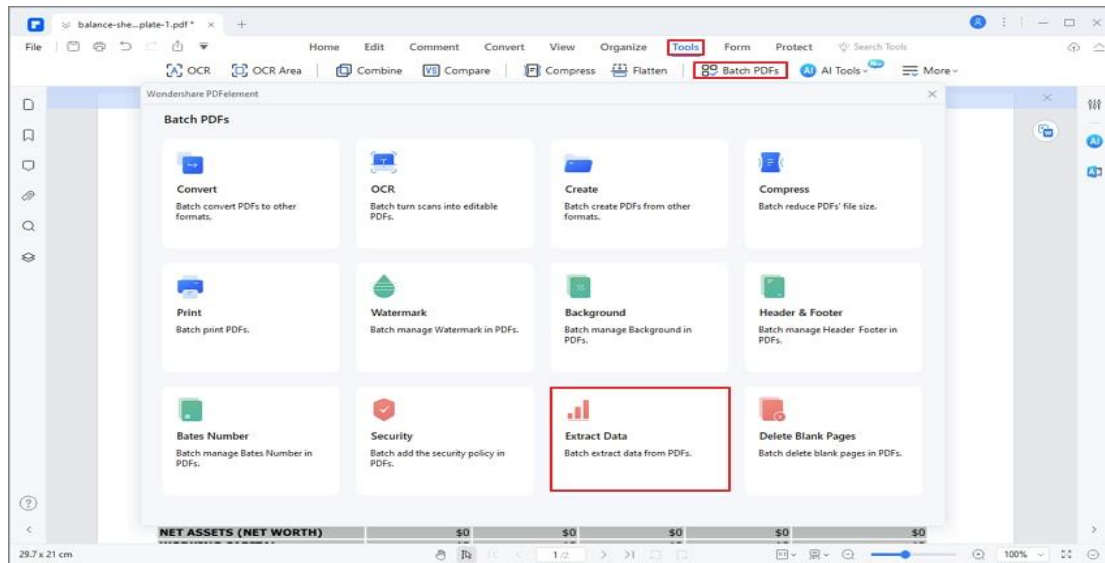 balance-she...plate-1.pdf *
File
Home Edit Comment Convert View Organize Tools Form Protect Search Tools
OCR OCR Area Combine VS Compare Compress Flatten Batch PDFs AI AI Tools More
Wondershare PDFelement
Batch PDFs
Convert
Batch convert PDFs to other
formats.
OCR
Batch turn scans into editable
PDFs.
Create
Batch create PDFs from other
formats.
Compress
Batch reduce PDFs' file size.
Print
Batch print PDFs.
Watermark
Batch manage Watermark in PDFs.
Background
Batch manage Background in
PDFs.
Header & Footer
Batch manage Header Footer in
PDFs.
Bates Number
Batch manage Bates Number in
PDFs.
Security
Batch add the security policy in
PDFs.
Extract Data
Batch extract data from PDFs.
Delete Blank Pages
Batch delete blank pages in PDFs.
NET ASSETS (NET WORTH) $0 $0 $0 $0 $0
29.7 x 21 cm 1 /2 100%